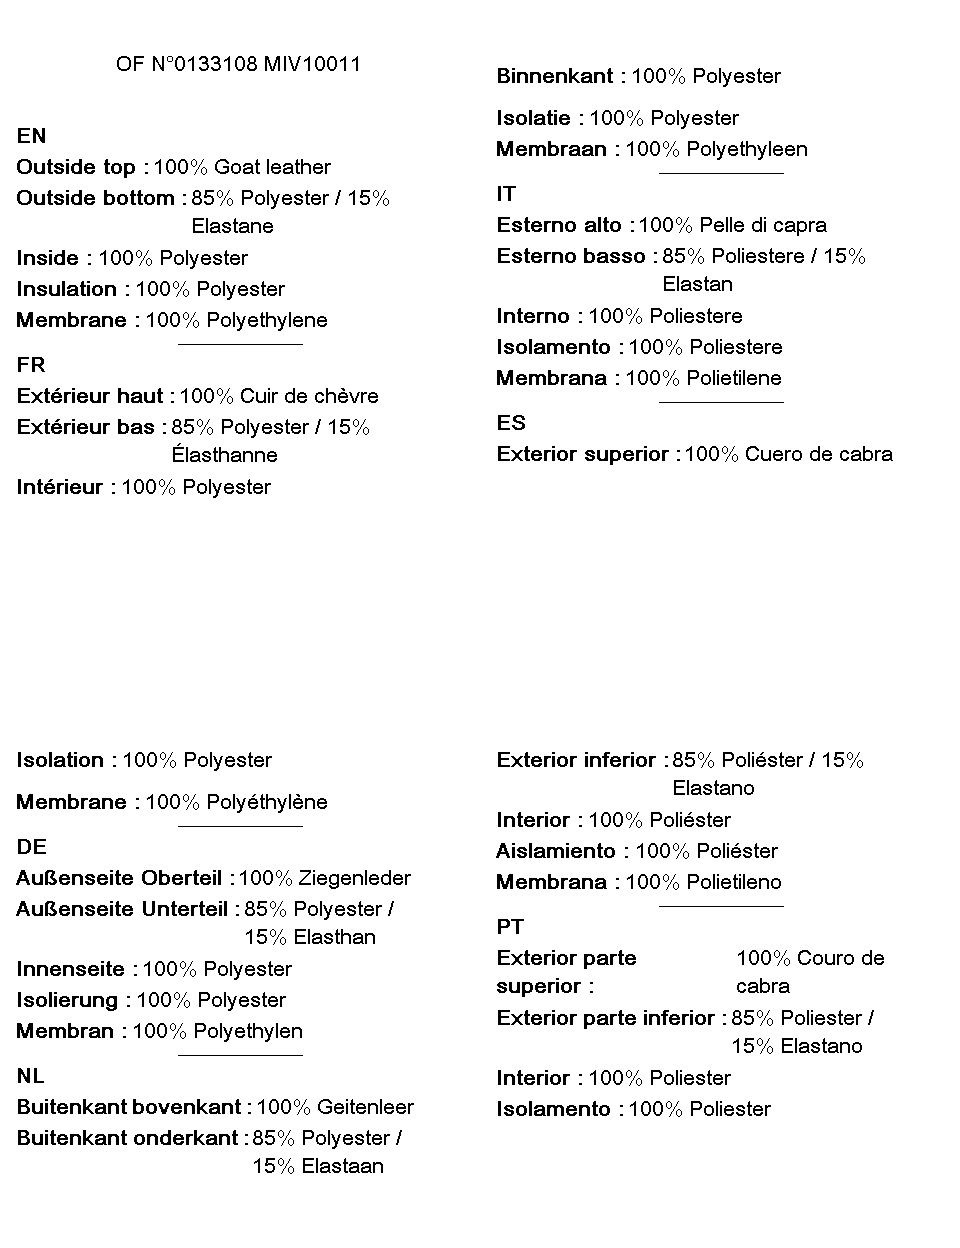 OF N°0133108 MIV10011
EN
Outside top : 100% Goat leather
Outside bottom : 85% Polyester / 15%
Elastane
Inside : 100% Polyester
Insulation : 100% Polyester
Membrane : 100% Polyethylene
FR
Extérieur haut : 100% Cuir de chèvre
Extérieur bas : 85% Polyester / 15%
Élasthanne
Intérieur : 100% Polyester
Isolation : 100% Polyester
Membrane : 100% Polyéthylène
DE
Außenseite Oberteil : 100% Ziegenleder
Außenseite Unterteil : 85% Polyester /
15% Elasthan
Innenseite : 100% Polyester
Isolierung : 100% Polyester
Membran : 100% Polyethylen
NL
Buitenkant bovenkant : 100% Geitenleer
Buitenkant onderkant : 85% Polyester /
15% Elastaan
Binnenkant : 100% Polyester
Isolatie : 100% Polyester
Membraan : 100% Polyethyleen
IT
Esterno alto : 100% Pelle di capra
Esterno basso : 85% Poliestere / 15%
Elastan
Interno : 100% Poliestere
Isolamento : 100% Poliestere
Membrana : 100% Polietilene
ES
Exterior superior : 100% Cuero de cabra
Exterior inferior : 85% Poliéster / 15%
Elastano
Interior : 100% Poliéster
Aislamiento : 100% Poliéster
Membrana : 100% Polietileno
PT
Exterior parte 100% Couro de
superior : cabra
Exterior parte inferior : 85% Poliester /
15% Elastano
Interior : 100% Poliester
Isolamento : 100% Poliester